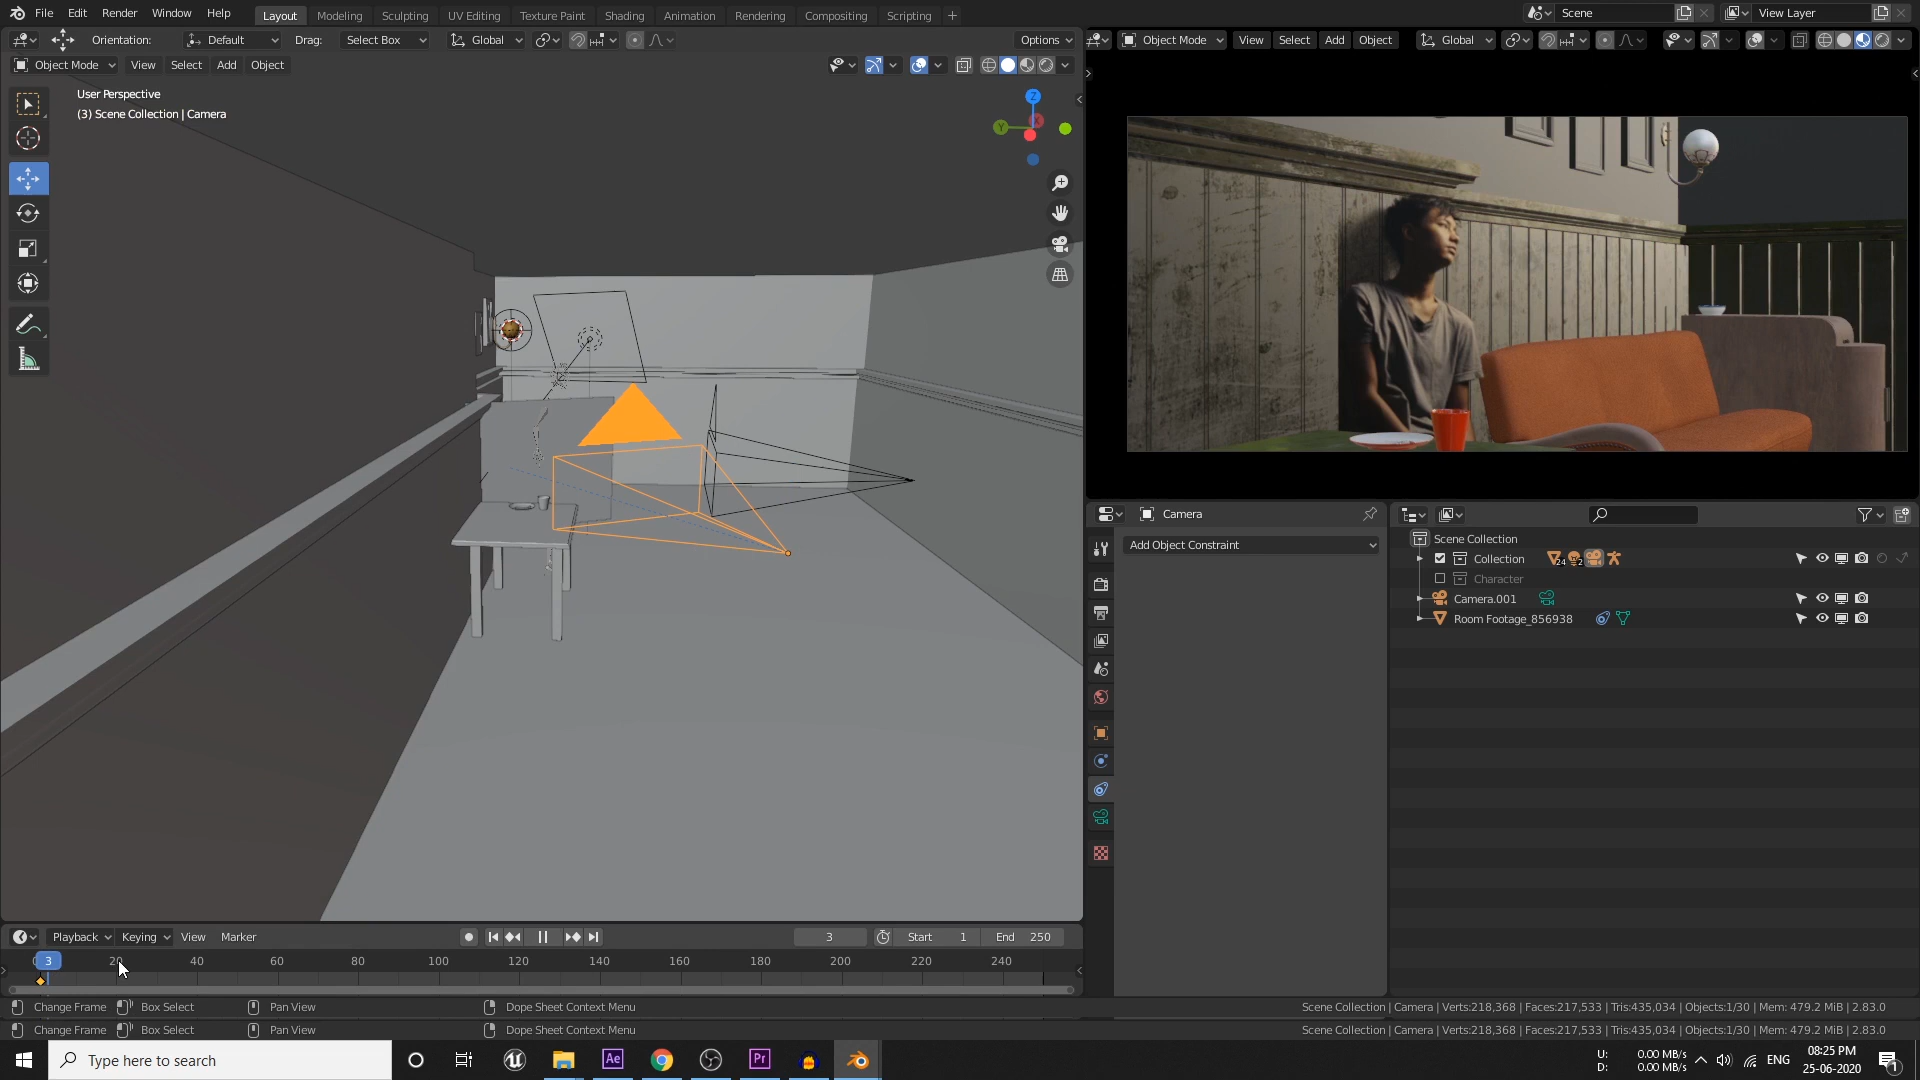 File Edit Render Window Help Layout Modeling Sculpting UV Editing Texture Paint Shading Animation Rendering Compositing Scripting + Scene View Layer
Orientation: Default Drag: Select Box Global Options Object Mode View Select Add Object Global
Object Mode View Select Add Object
User Perspective
(3) Scene Collection | Camera
Z
Y
X
Camera
Add Object Constraint
Scene Collection
Collection 24 2
Character
Camera.001
Room Footage_856938
Playback Keying View Marker 3 Start 1 End 250
0 3 20 40 60 80 100 120 140 160 180 200 220 240
Change Frame Box Select Pan View Dope Sheet Context Menu Scene Collection | Camera | Verts:218,368 | Faces:217,533 | Tris:435,034 | Objects:1/30 | Mem: 479.2 MiB | 2.83.0
Change Frame Box Select Pan View Dope Sheet Context Menu Scene Collection | Camera | Verts:218,368 | Faces:217,533 | Tris:435,034 | Objects:1/30 | Mem: 479.2 MiB | 2.83.0
Type here to search Ae Pr
U: 0.00 MB/s
D: 0.00 MB/s
ENG
08:25 PM
25-06-2020
1